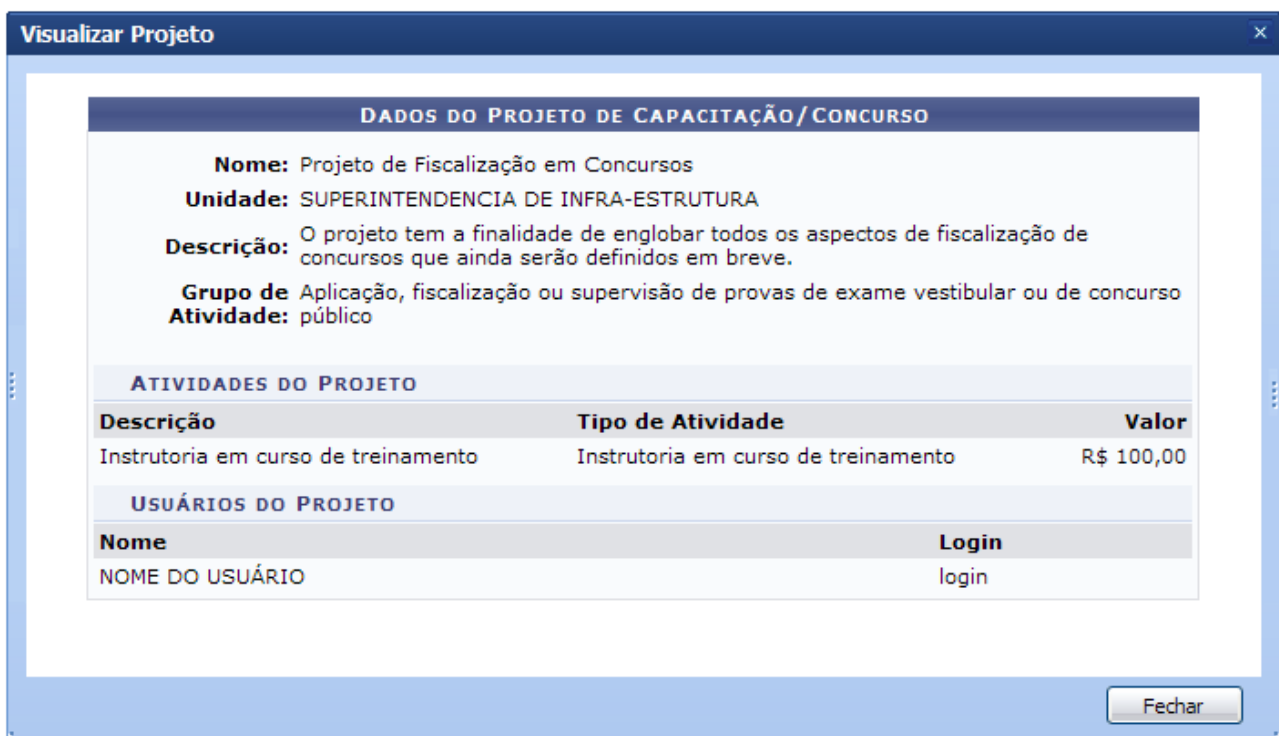 Visualizar Projeto
DADOS DO PROJETO DE CAPACITAÇÃO/CONCURSO
Nome: Projeto de Fiscalização em Concursos
Unidade: SUPERINTENDENCIA DE INFRA-ESTRUTURA
Descrição: O projeto tem a finalidade de englobar todos os aspectos de fiscalização de
concursos que ainda serão definidos em breve.
Grupo de Aplicação, fiscalização ou supervisão de provas de exame vestibular ou de concurso
Atividade: público
ATIVIDADES DO PROJETO
Descrição Tipo de Atividade Valor
Instrutoria em curso de treinamento Instrutoria em curso de treinamento R$ 100,00
USUÁRIOS DO PROJETO
Nome Login
NOME DO USUÁRIO login
Fechar